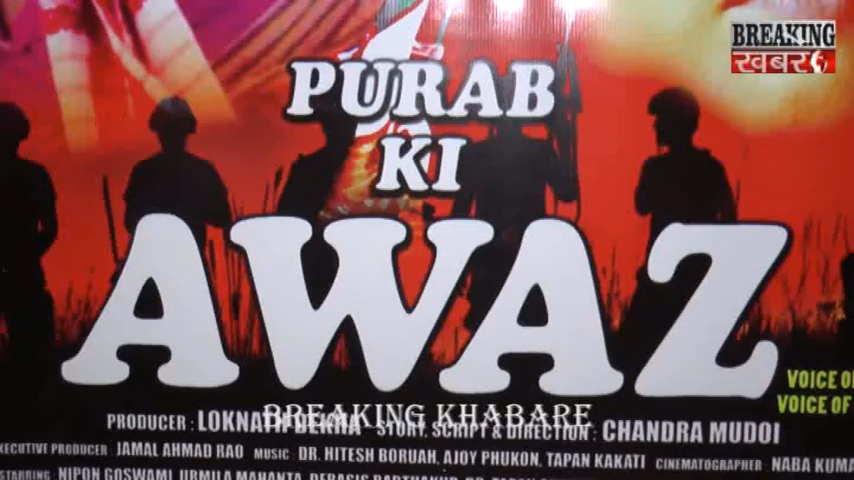 BREAKING
खबर
PURAB
KI
AWAZ
VOICE
VOICE OF
BREAKING KHABARE
PRODUCER : LOKNATH DEKHA STORY, SCRIPT & DIRECTION : CHANDRA MUDOI
EXECUTIVE PRODUCER : JAMAL AHMAD RAO MUSIC : DR. HITESH BORUAH, AJOY PHUKON, TAPAN KAKATI CINEMATOGRAPHER : NABA
STARRING : NIPON GOSWAMI, URMILA MAHANTA,